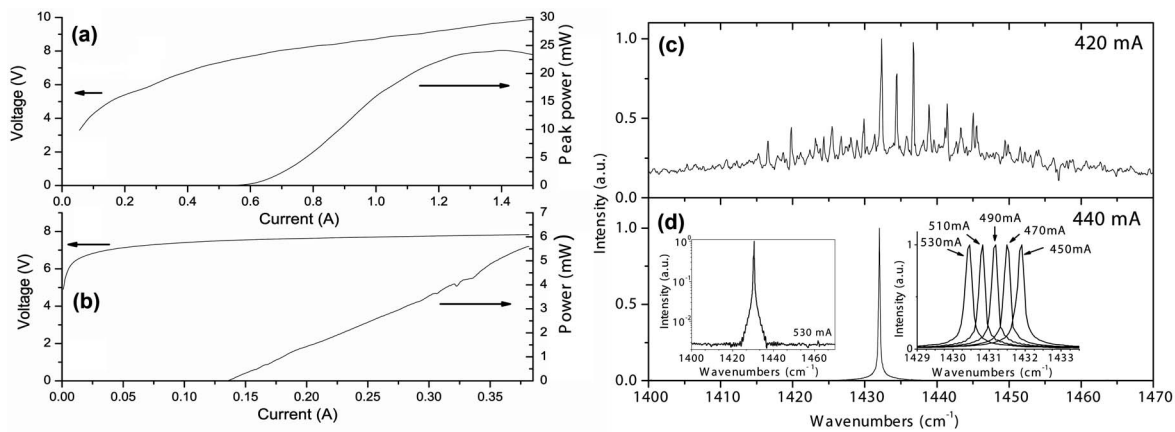 (a)
10
8
6
4
2
0
Voltage (V)
30
25
20
15
10
5
0
Peak power (mW)
0.2 0.4 0.6 0.8 1.0 1.2 1.4
Current (A)
(b)
8
6
4
2
0
Voltage (V)
7
6
5
4
3
2
1
0
Power (mW)
0.00 0.05 0.10 0.15 0.20 0.25 0.30 0.35
Current (A)
(c)
420 mA
1.0
0.5
0.0
Intensity (a.u.)
(d)
440 mA
1.0
0.5
0.0
10⁰
10⁻¹
10⁻²
Intensity (a.u.)
530 mA
1400 1420 1440 1460
Wavenumbers (cm⁻¹)
490mA
510mA
470mA
530mA
450mA
1
0
Intensity (a.u.)
1429 1430 1431 1432 1433
Wavenumbers (cm⁻¹)
1400 1410 1420 1430 1440 1450 1460 1470
Wavenumbers (cm⁻¹)